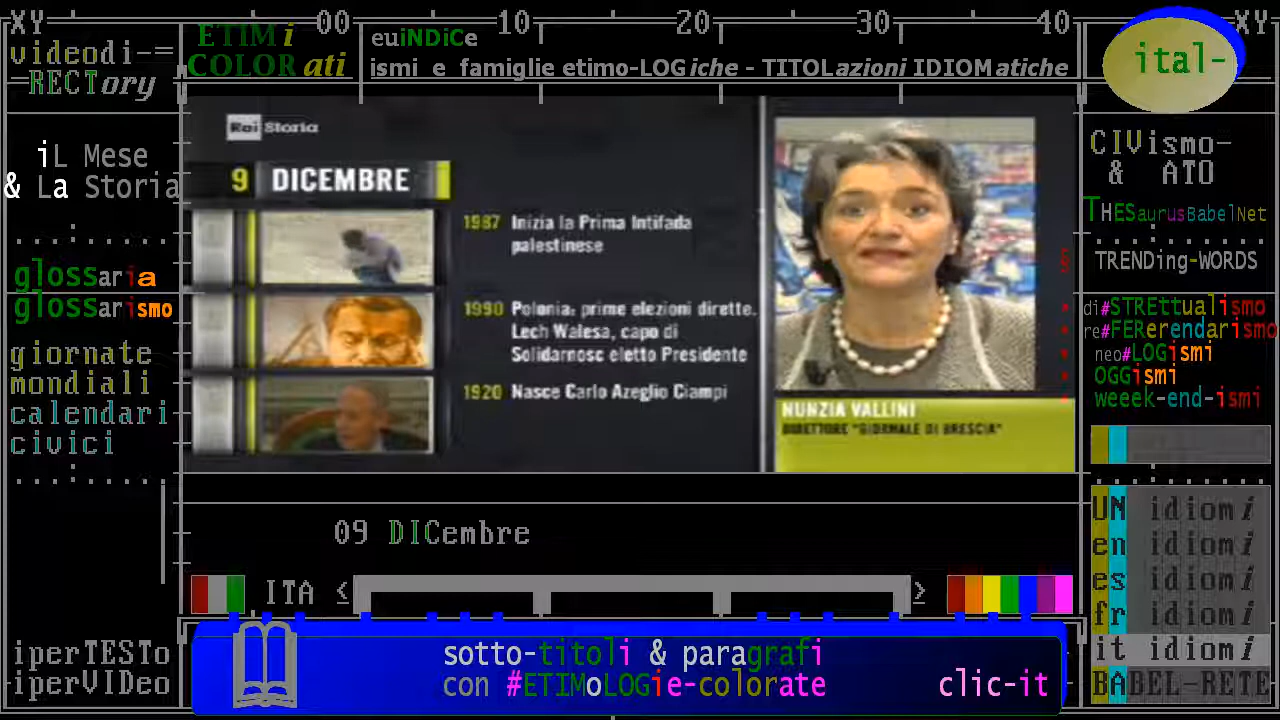 XY 00 10 20 30 40 XY
videodi-=
=RECTory
ETIMi
COLORati
euiNDiCe
ismi e famiglie etimo-LOGiche - TITOLazioni IDIOMatiche
ital-
iL Mese
& La Storia
...:.....
glossaria
glossarismo
giornate
mondiali
calendari
civici
...:.....
iperTESTo
-iperVIDeo
Rai Storia
9 DICEMBRE
1987 Inizia la Prima Intifada
palestinese
1990 Polonia: prime elezioni dirette.
Lech Walesa, capo di
Solidarnosc eletto Presidente
1920 Nasce Carlo Azeglio Ciampi
NUNZIA VALLINI
DIRETTORE "GIORNALE DI BRESCIA"
§
09 DICembre
ITA < >
sotto-titoli & paragrafi
con #ETIMoLOGie-colorate clic-it
CIVismo-
& ATO
THESaurusBabelNet
...:......
TRENDing-WORDS
di#STREttualismo
re#FERerendarismo
neo#LOGismi
OGGismi
weeek-end-ismi
...:......
UN idiomi
en idiomi
es idiomi
fr idiomi
it idiomi
BABEL-RETE